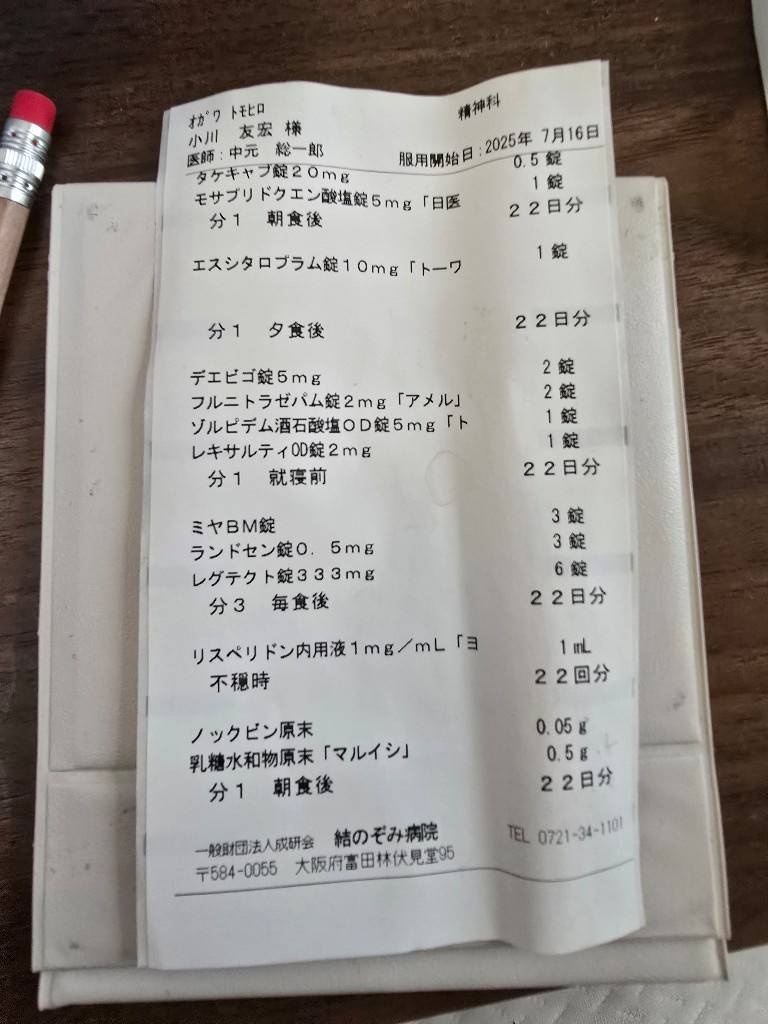 オガワ トモヒロ 精神科
小川 友宏 様
医師：中元 総一郎 服用開始日：2025年 7月16日
タケキャブ錠２０ｍｇ 0.5 錠
モサプリドクエン酸塩錠５ｍｇ「日医 1 錠
分１ 朝食後 ２２日分
エスシタロプラム錠１０ｍｇ「トーワ 1 錠
分１ 夕食後 ２２日分
デエビゴ錠５ｍｇ 2 錠
フルニトラゼパム錠２ｍｇ「アメル」 2 錠
ゾルピデム酒石酸塩ＯＤ錠５ｍｇ「ト 1 錠
レキサルティOD錠２ｍｇ 1 錠
分１ 就寝前 ２２日分
ミヤＢＭ錠 3 錠
ランドセン錠０．５ｍｇ 3 錠
レグテクト錠３３３ｍｇ 6 錠
分３ 毎食後 ２２日分
リスペリドン内用液１ｍｇ／ｍＬ「ヨ 1 mL
不穏時 ２２回分
ノックビン原末 0.05 g
乳糖水和物原末「マルイシ」 0.5 g
分１ 朝食後 ２２日分
一般財団法人成研会 結のぞみ病院 TEL 0721-34-1101
〒584-0055 大阪府富田林伏見堂95